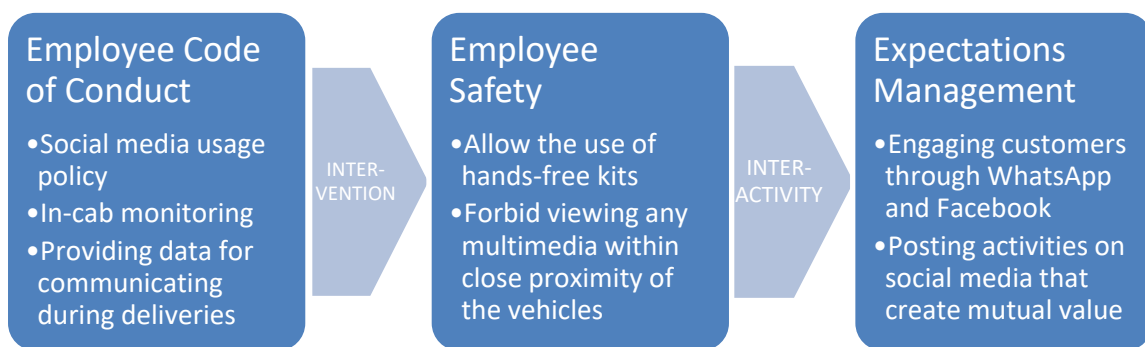 Employee Code
of Conduct
•Social media usage
policy
•In-cab monitoring
•Providing data for
communicating
during deliveries
INTER-
VENTION
Employee
Safety
•Allow the use of
hands-free kits
•Forbid viewing any
multimedia within
close proximity of
the vehicles
INTER-
ACTIVITY
Expectations
Management
•Engaging customers
through WhatsApp
and Facebook
•Posting activities on
social media that
create mutual value